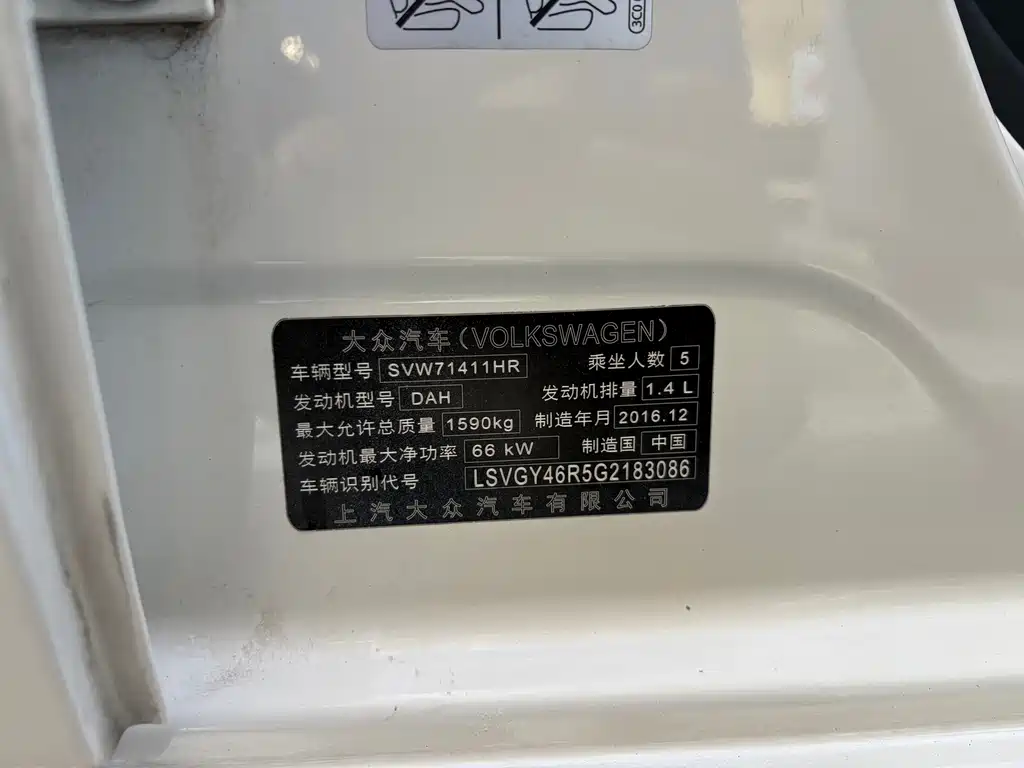 3C0
大众汽车（VOLKSWAGEN）
车辆型号 SVW71411HR 乘坐人数 5
发动机型号 DAH 发动机排量 1.4 L
最大允许总质量 1590kg 制造年月 2016.12
发动机最大净功率 66 kW 制造国 中国
车辆识别代号 LSVGY46R5G2183086
上汽大众汽车有限公司